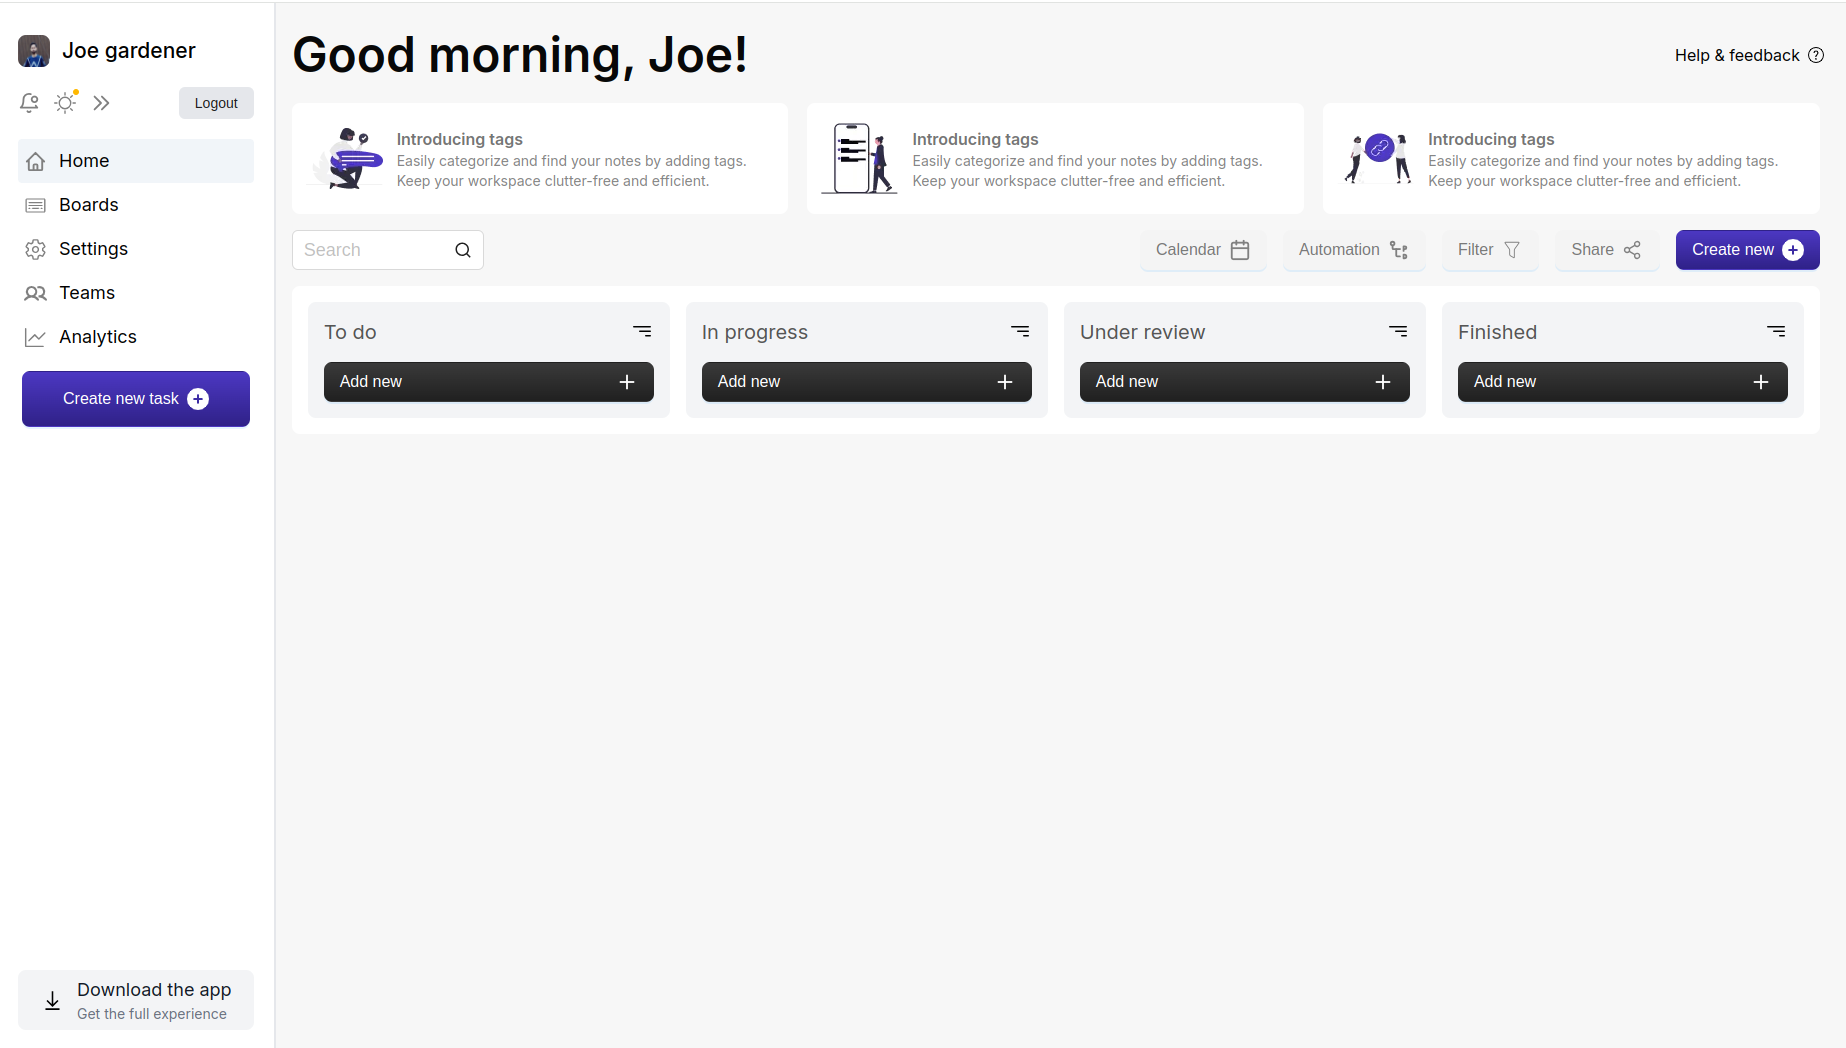 Joe gardener
Logout
Home
Boards
Settings
Teams
Analytics
Create new task
Download the app
Get the full experience
Good morning, Joe!
Help & feedback
Introducing tags
Easily categorize and find your notes by adding tags.
Keep your workspace clutter-free and efficient.
Introducing tags
Easily categorize and find your notes by adding tags.
Keep your workspace clutter-free and efficient.
Introducing tags
Easily categorize and find your notes by adding tags.
Keep your workspace clutter-free and efficient.
Search
Calendar
Automation
Filter
Share
Create new
To do
Add new
In progress
Add new
Under review
Add new
Finished
Add new